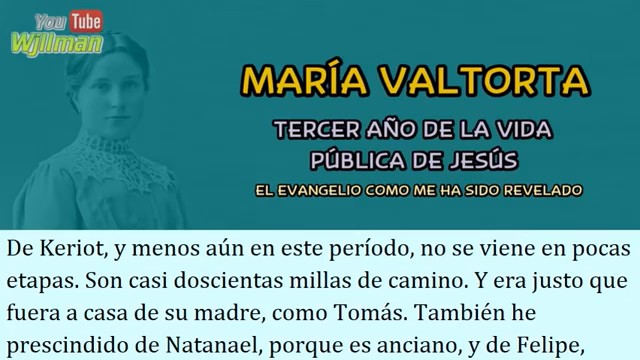 You Tube
Wjllman
MARÍA VALTORTA
TERCER AÑO DE LA VIDA
PÚBLICA DE JESÚS
EL EVANGELIO COMO ME HA SIDO REVELADO
De Keriot, y menos aún en este período, no se viene en pocas
etapas. Son casi doscientas millas de camino. Y era justo que
fuera a casa de su madre, como Tomás. También he
prescindido de Natanael, porque es anciano, y de Felipe,